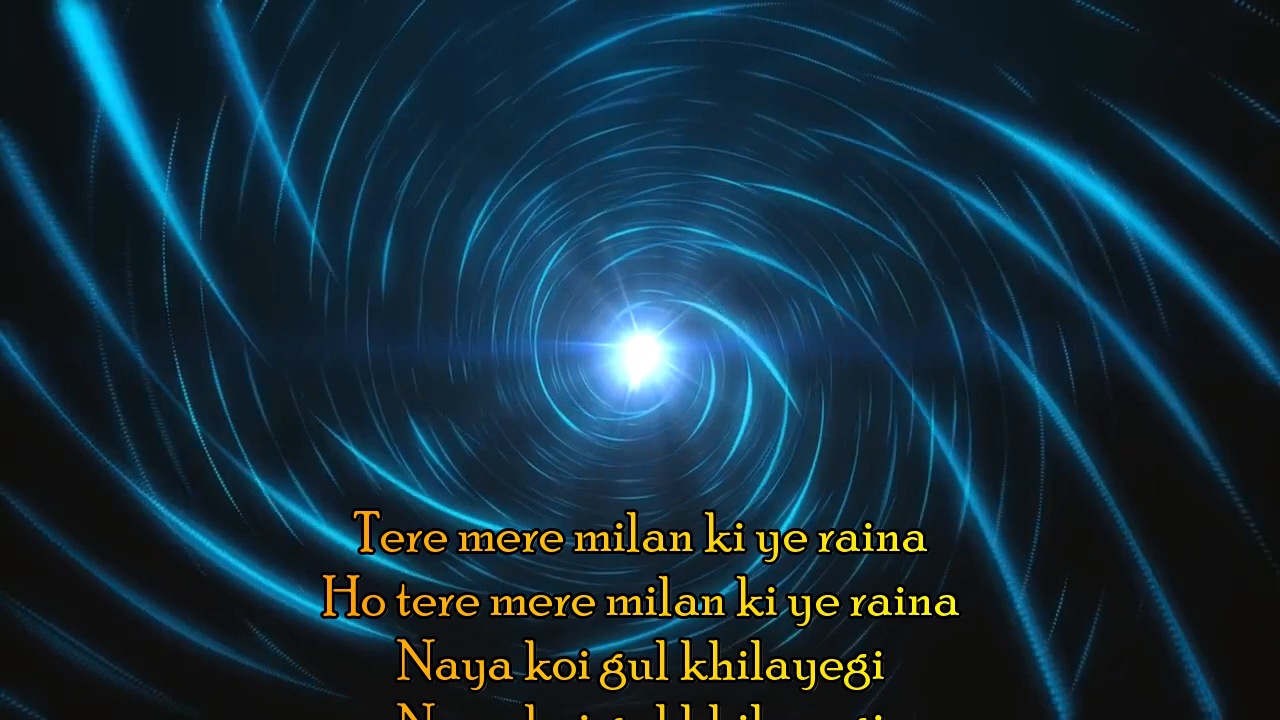 Tere mere milan ki ye raina
Ho tere mere milan ki ye raina
Naya koi gul khilayegi